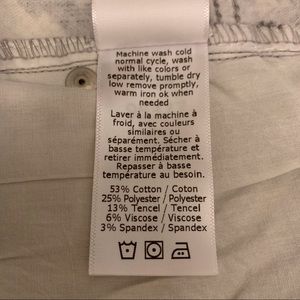 Machine wash cold
normal cycle, wash
with like colors or
separately, tumble dry
low remove promptly,
warm iron ok when
needed
Laver à la machine à
froid, avec couleurs
similaires ou
séparément. Sécher à
basse température et
retirer immédiatement.
Repasser à basse
température au besoin.
53% Cotton / Coton
25% Polyester / Polyester
13% Tencel / Tencel
6% Viscose / Viscose
3% Spandex / Spandex